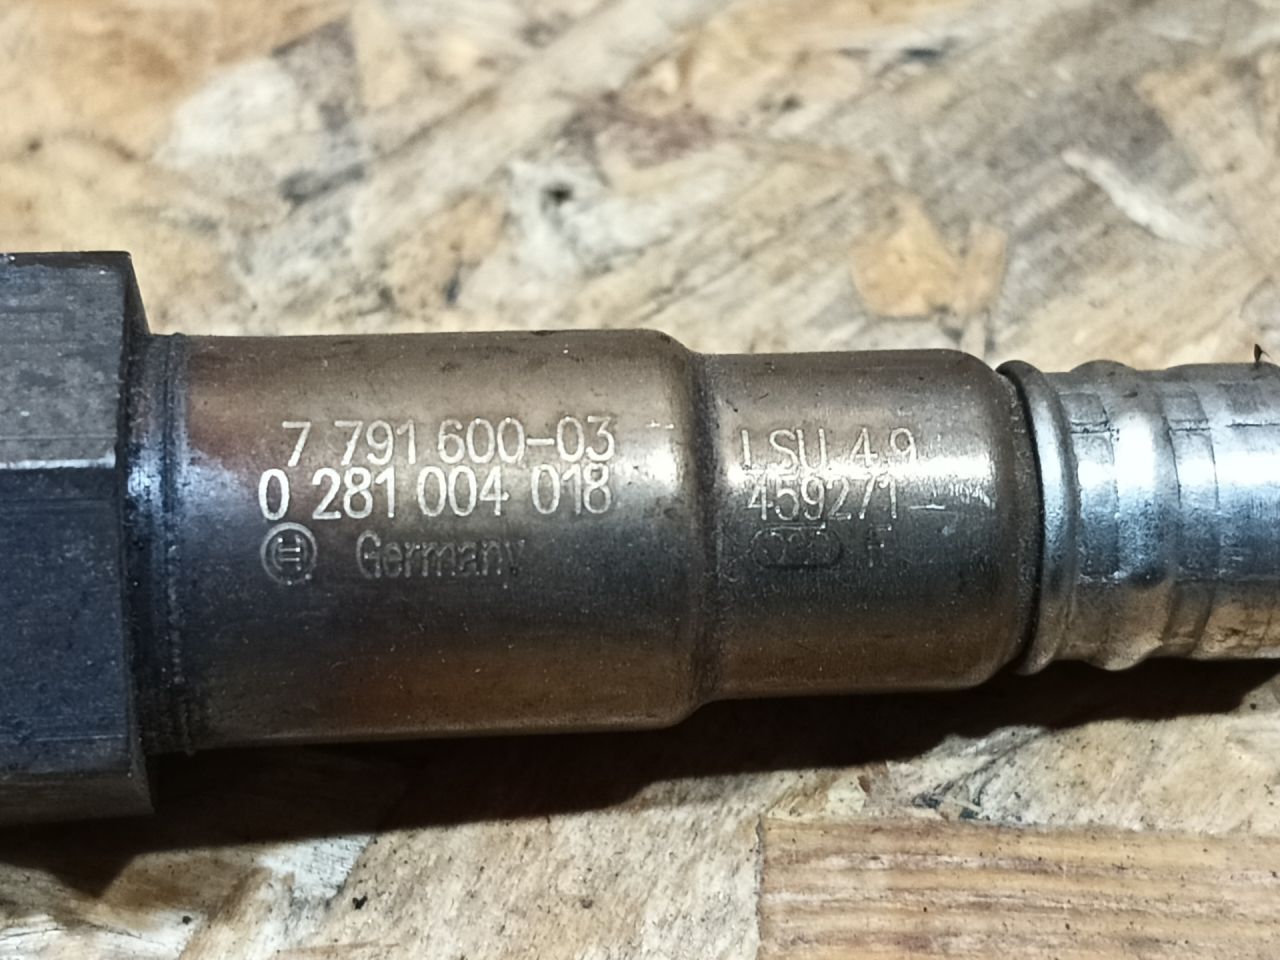 7 791 600-03
0 281 004 018
Germany
LSU 4.9
459271